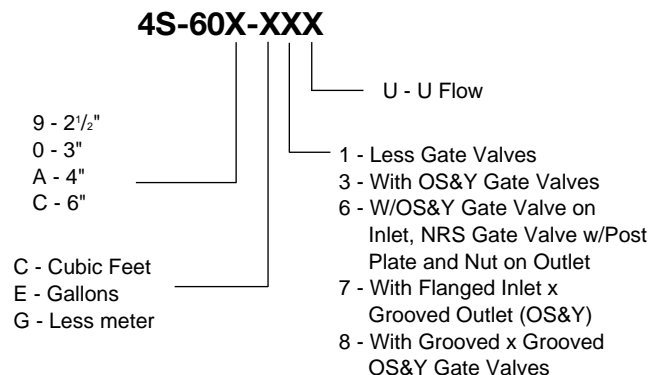 4S-60X-XXX
U - U Flow
9 - 2 1/2"
0 - 3"
A - 4"
C - 6"
1 - Less Gate Valves
3 - With OS&Y Gate Valves
6 - W/OS&Y Gate Valve on
Inlet, NRS Gate Valve w/Post
Plate and Nut on Outlet
7 - With Flanged Inlet x
Grooved Outlet (OS&Y)
8 - With Grooved x Grooved
OS&Y Gate Valves
C - Cubic Feet
E - Gallons
G - Less meter